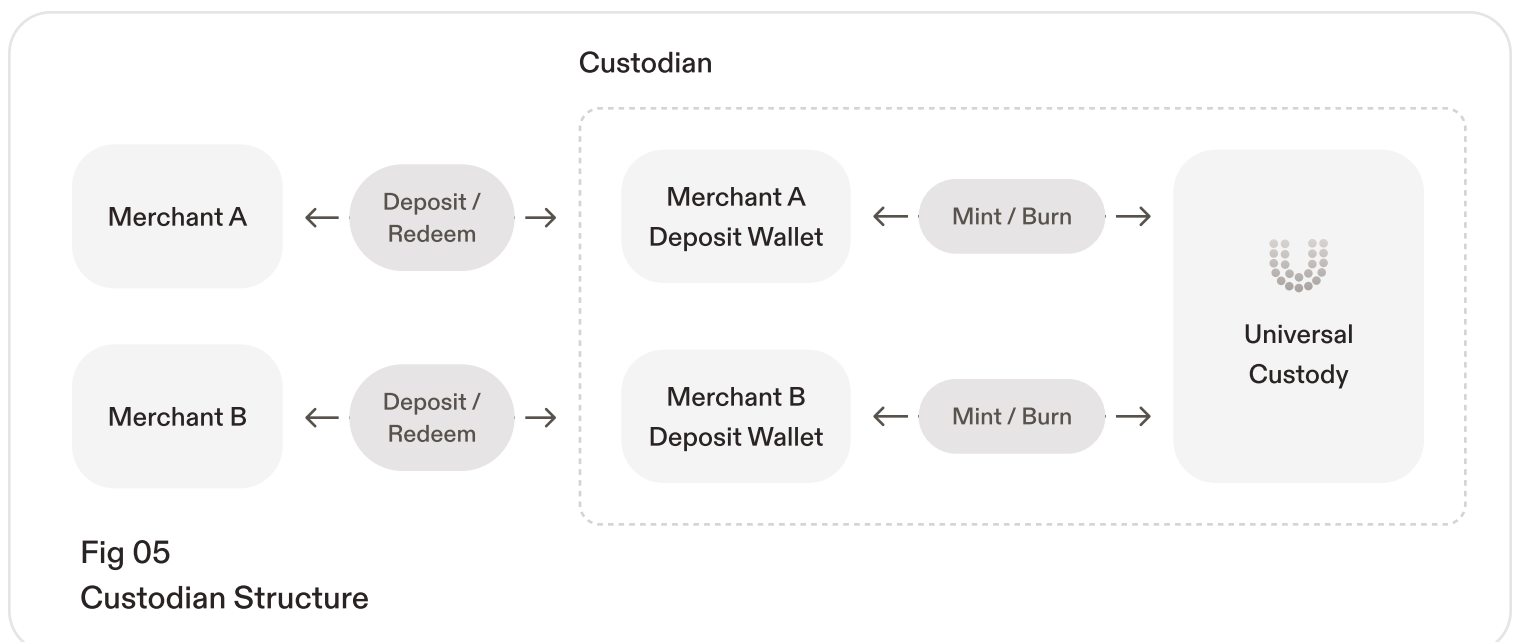 Custodian
Merchant A
Deposit /
Redeem
Merchant A
Deposit Wallet
Mint / Burn
Universal
Custody
Merchant B
Deposit /
Redeem
Merchant B
Deposit Wallet
Mint / Burn
Fig 05
Custodian Structure